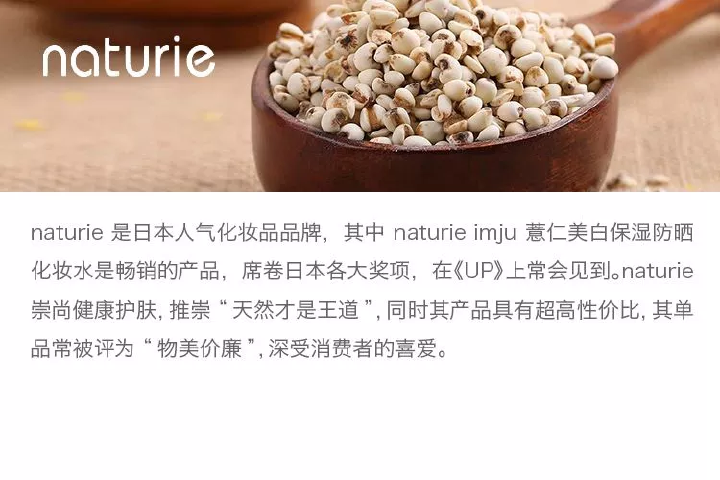 naturie
naturie 是日本人气化妆品品牌，其中 naturie imju 薏仁美白保湿防晒
化妆水是畅销的产品，席卷日本各大奖项，在《UP》上常会见到。naturie
崇尚健康护肤，推崇“天然才是王道”，同时其产品具有超高性价比，其单
品常被评为“物美价廉”，深受消费者的喜爱。